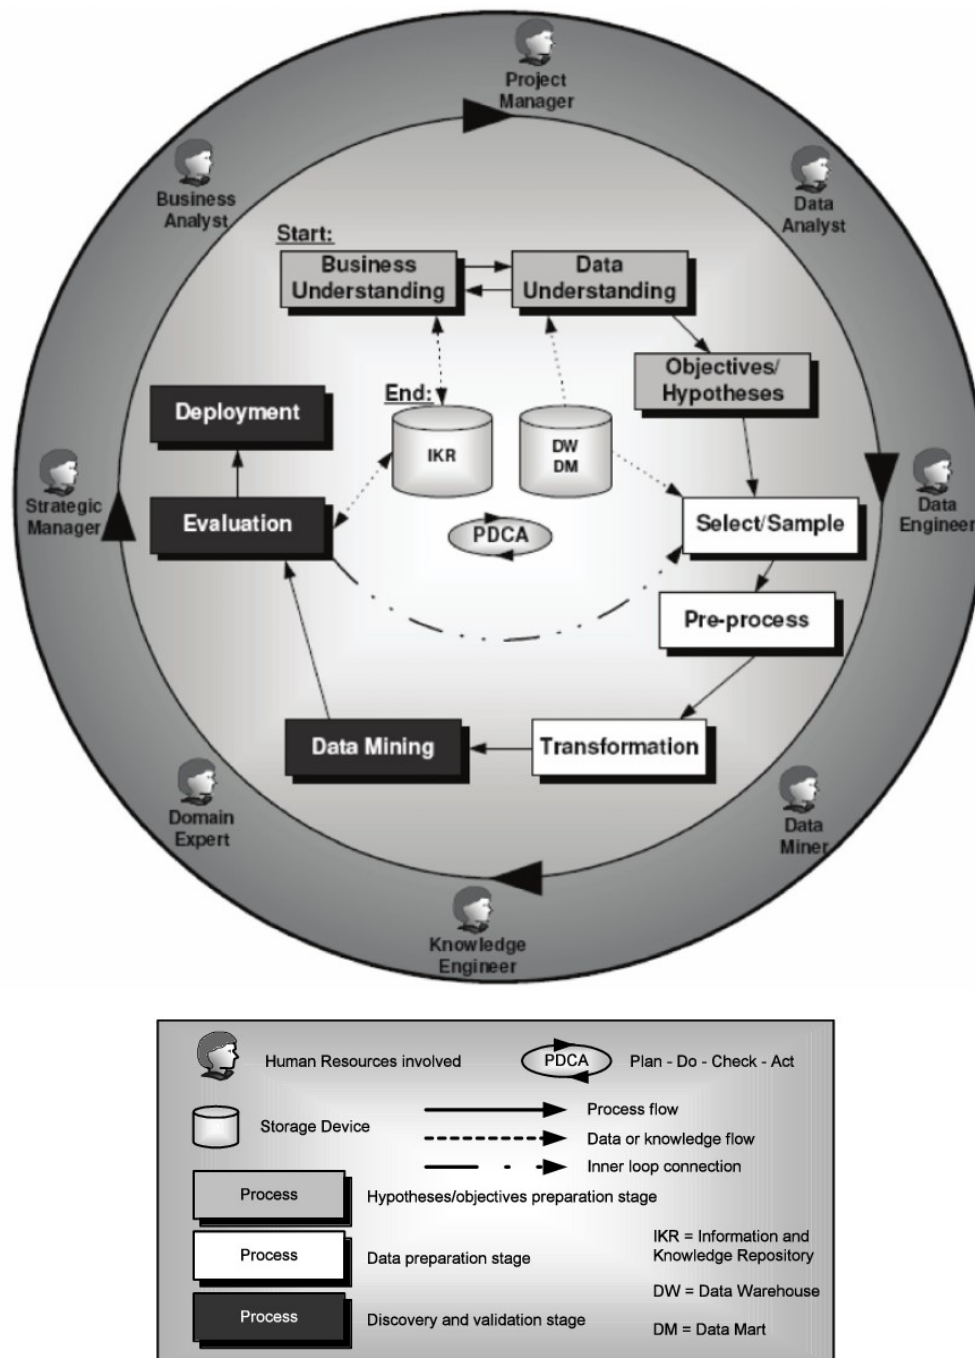 Project
Manager
Business
Analyst
Data
Analyst
Start:
Business
Understanding
Data
Understanding
Objectives/
Hypotheses
End:
Deployment
IKR
DW
DM
Strategic
Manager
Evaluation
PDCA
Select/Sample
Data
Engineer
Pre-process
Data Mining
Transformation
Domain
Expert
Data
Miner
Knowledge
Engineer
Human Resources involved
PDCA
Plan - Do - Check - Act
Storage Device
Process flow
Data or knowledge flow
Inner loop connection
Process
Hypotheses/objectives preparation stage
Process
Data preparation stage
Process
Discovery and validation stage
IKR = Information and
Knowledge Repository
DW = Data Warehouse
DM = Data Mart